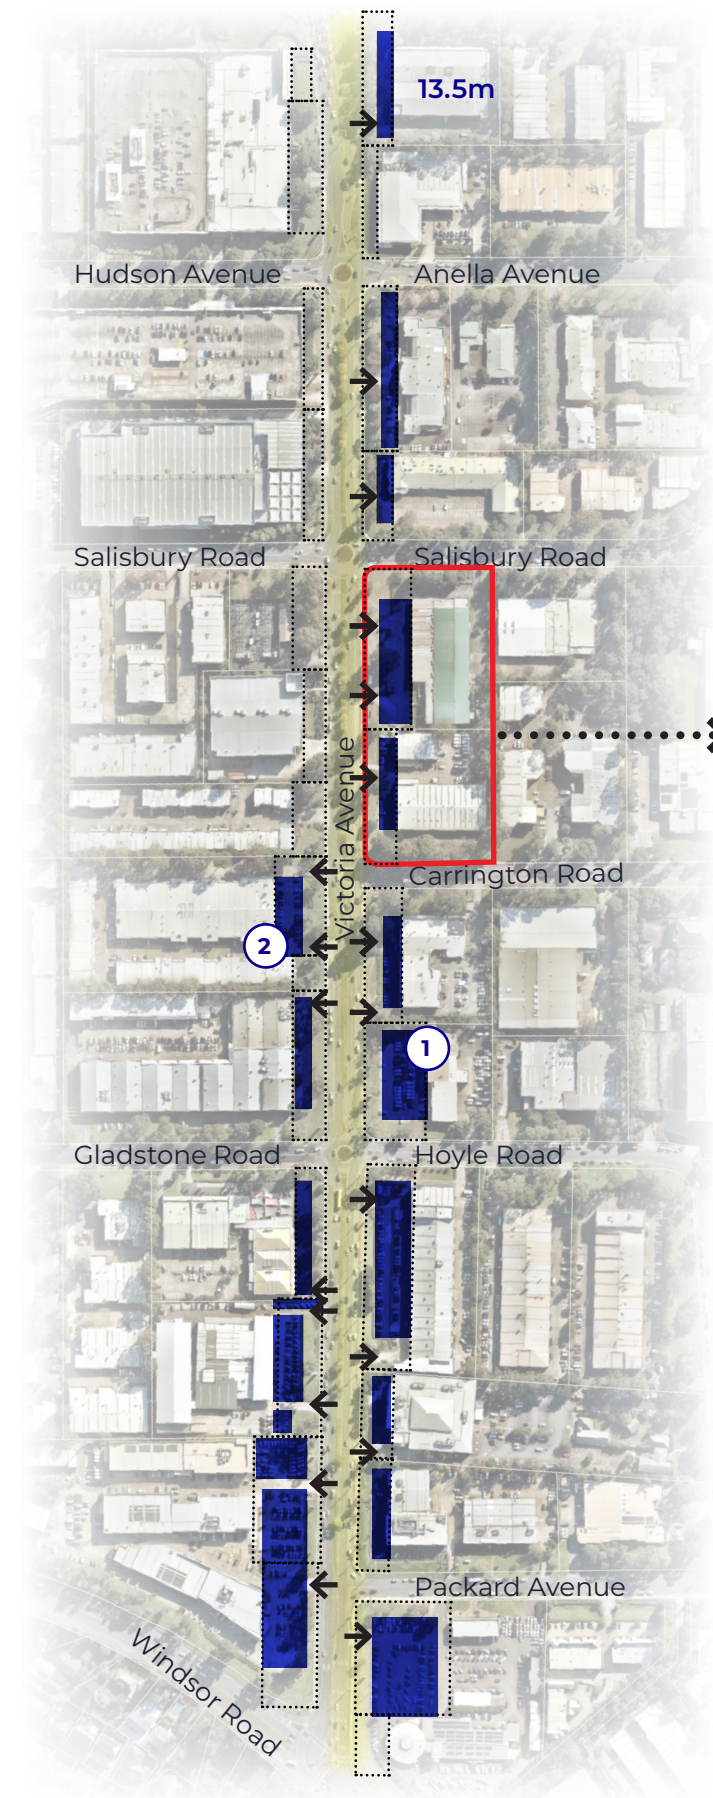 13.5m
Hudson Avenue
Anella Avenue
Salisbury Road
Salisbury Road
Victoria Avenue
Carrington Road
2
1
Gladstone Road
Hoyle Road
Packard Avenue
Windsor Road